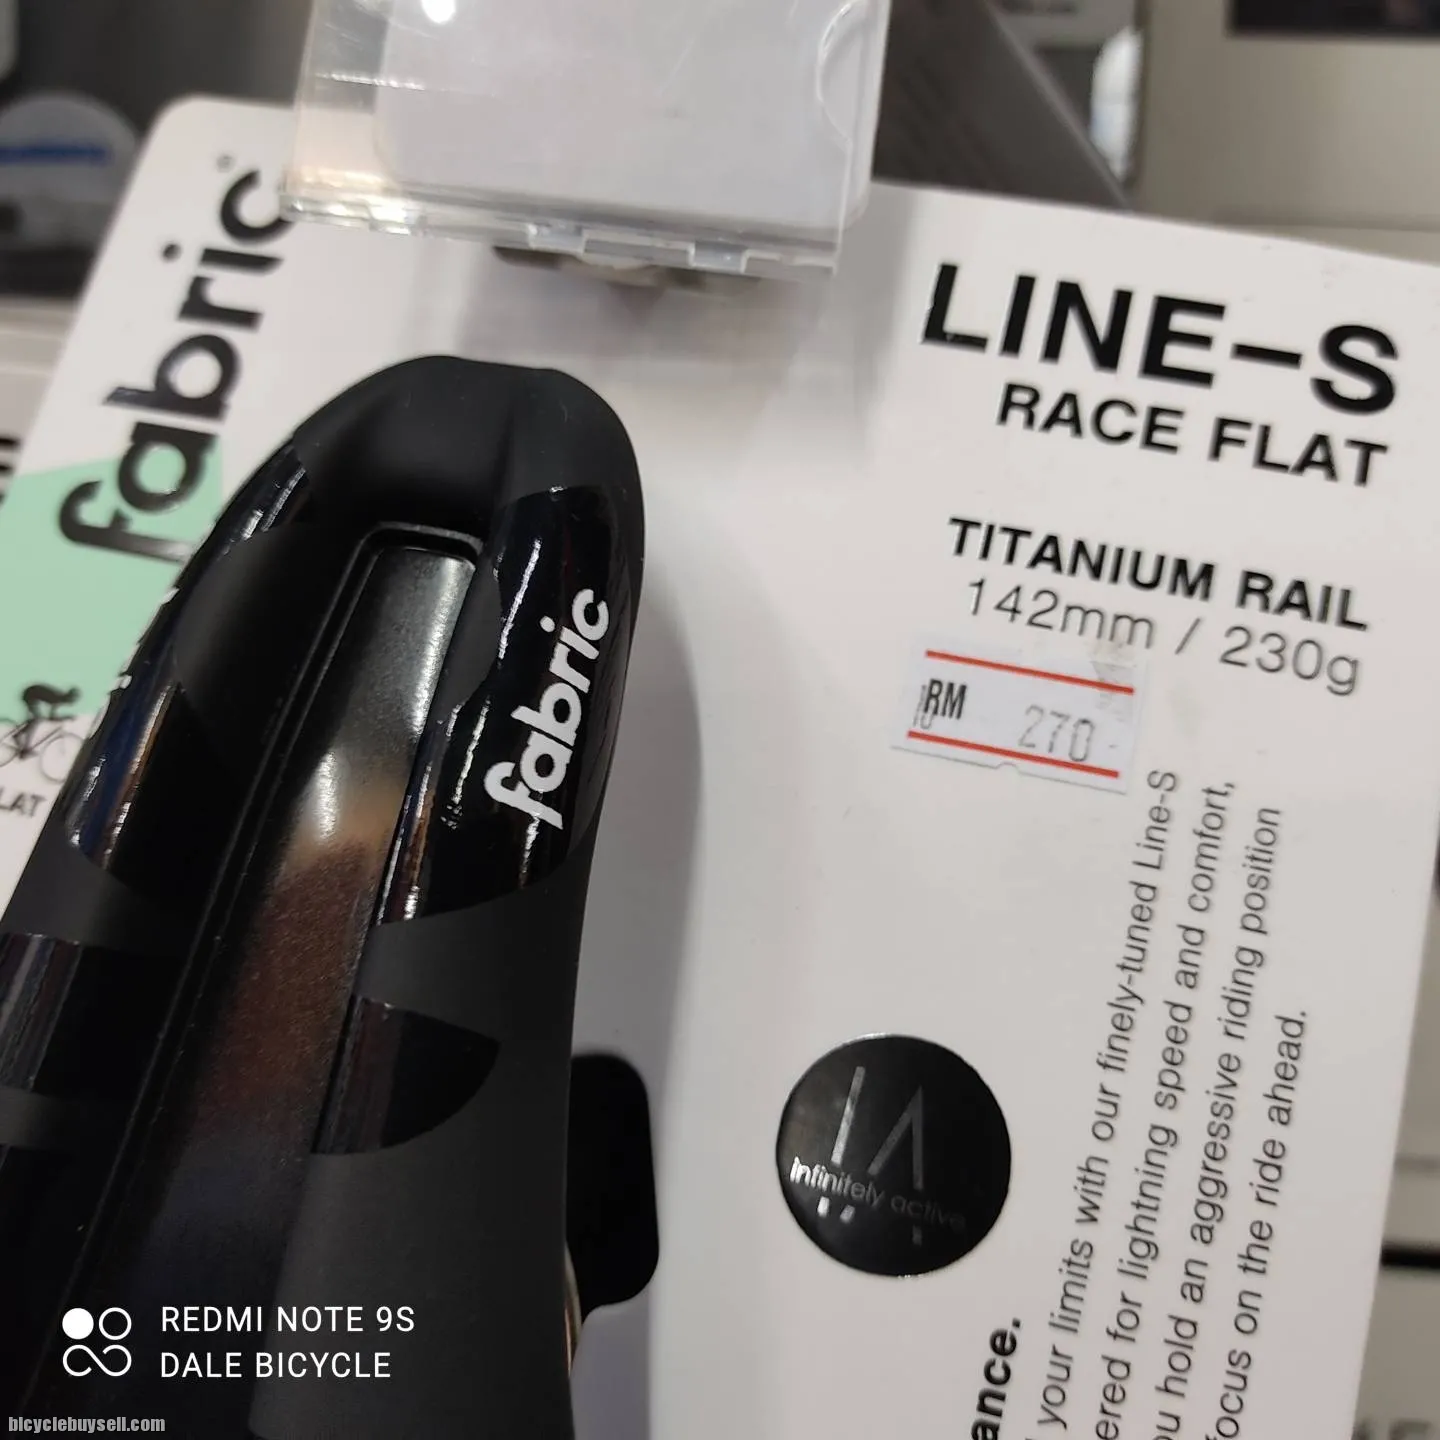 fabric
LINE-S
RACE FLAT
TITANIUM RAIL
142mm / 230g
RM 270
fabric
LAT
your limits with our finely-tuned Line-S
ered for lightning speed and comfort,
ou hold an aggressive riding position
focus on the ride ahead.
ance.
Infinitely active
REDMI NOTE 9S
DALE BICYCLE
bicyclebuysell.com